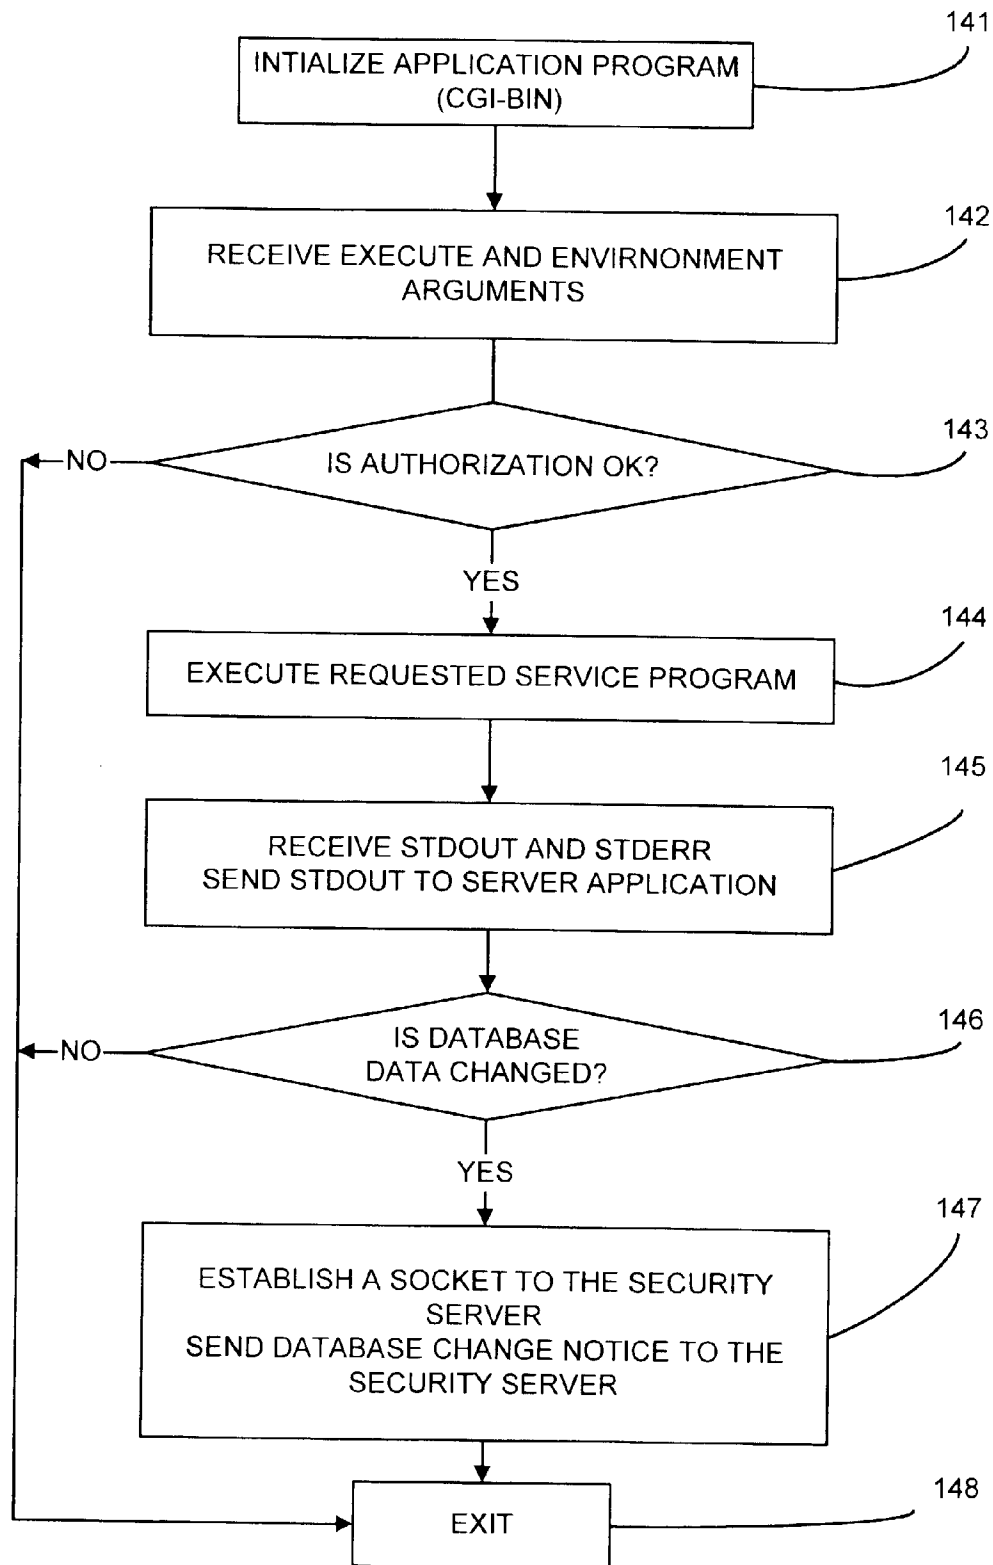 141
INTIALIZE APPLICATION PROGRAM
(CGI-BIN)
142
RECEIVE EXECUTE AND ENVIRNONMENT
ARGUMENTS
143
NO
IS AUTHORIZATION OK?
YES
144
EXECUTE REQUESTED SERVICE PROGRAM
145
RECEIVE STDOUT AND STDERR
SEND STDOUT TO SERVER APPLICATION
146
NO
IS DATABASE
DATA CHANGED?
YES
147
ESTABLISH A SOCKET TO THE SECURITY
SERVER
SEND DATABASE CHANGE NOTICE TO THE
SECURITY SERVER
148
EXIT